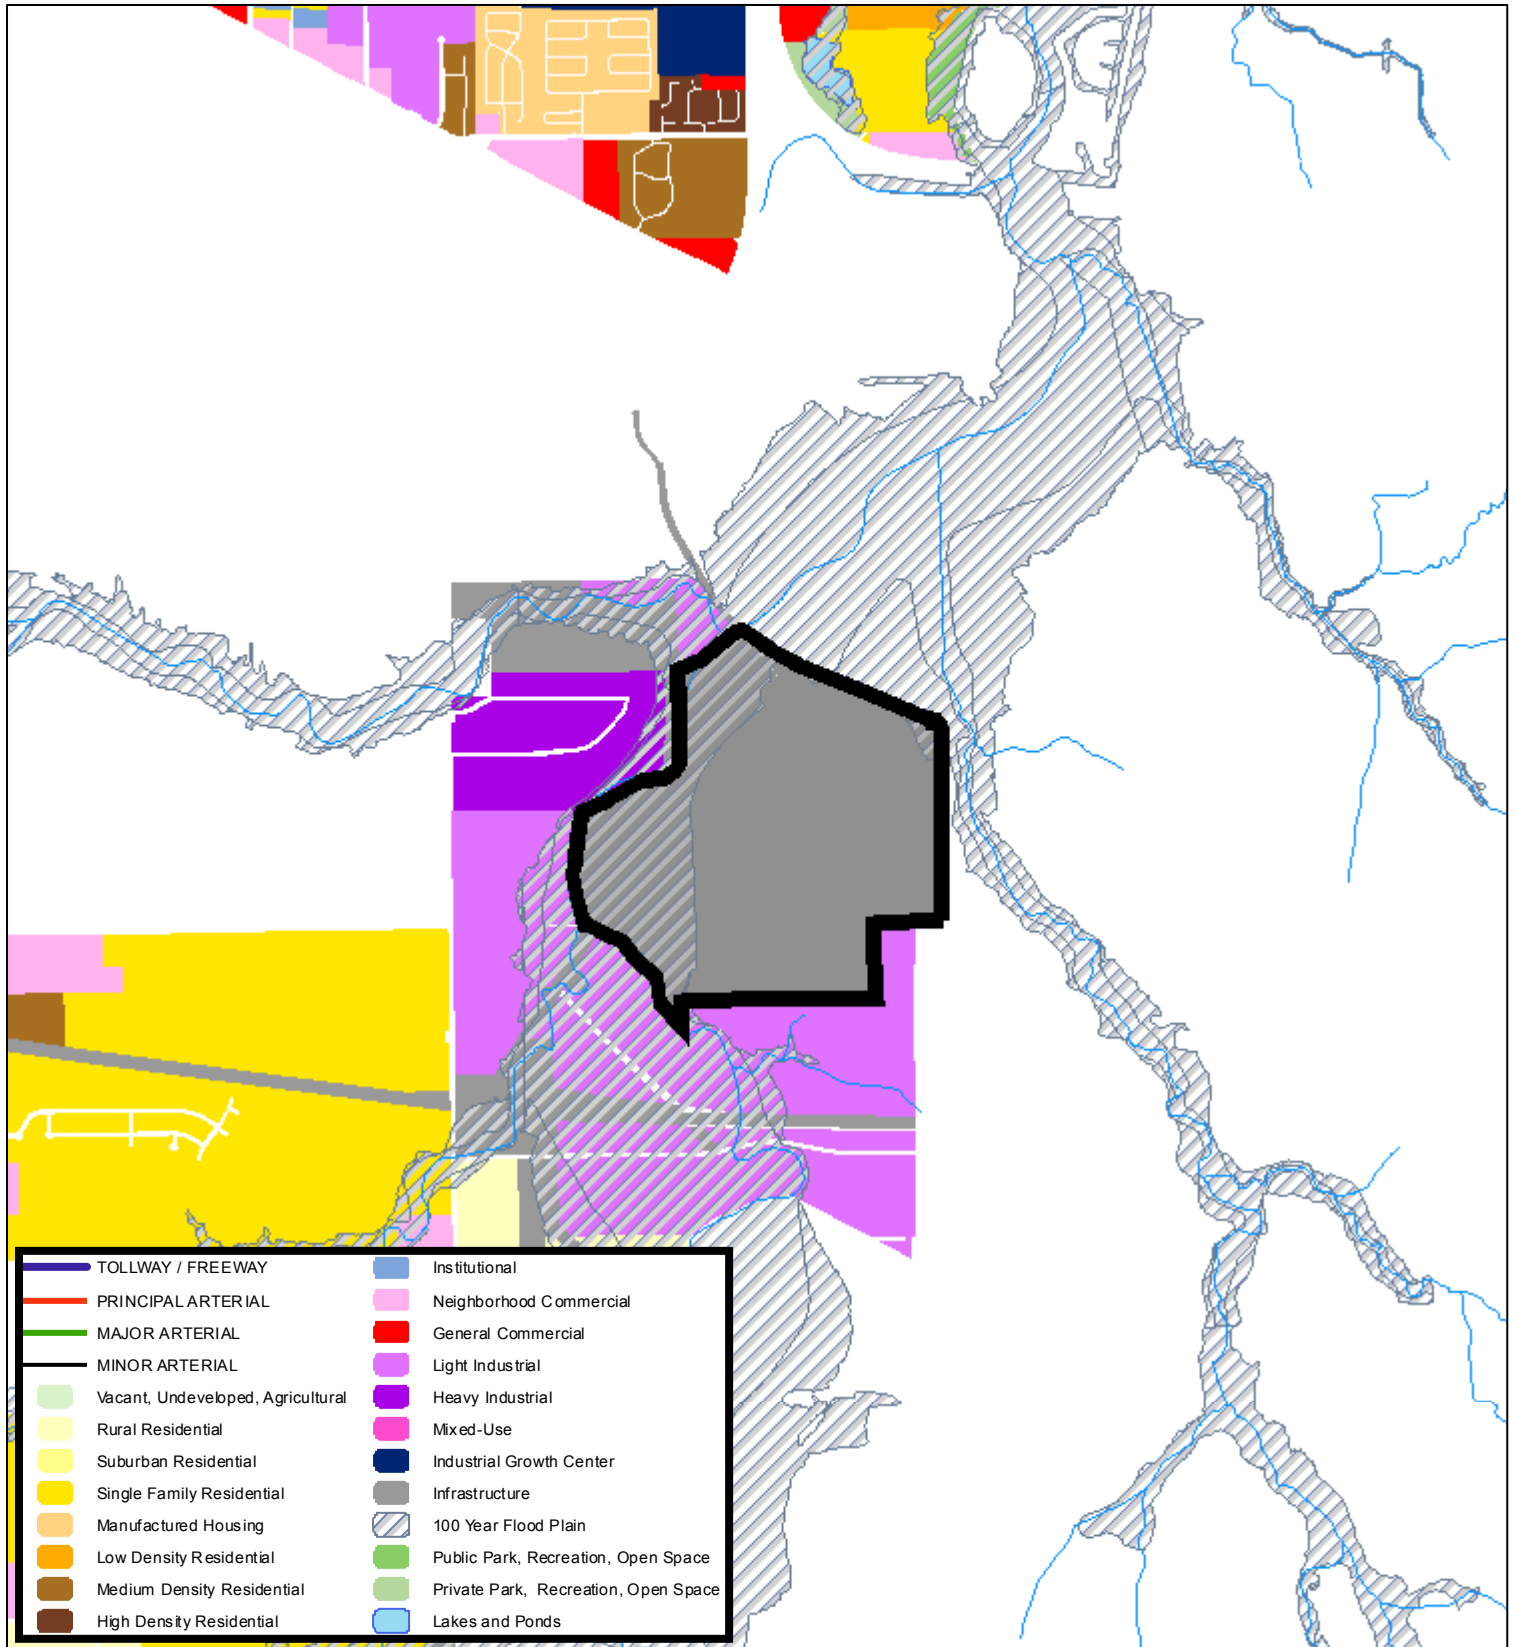 TOLLWAY / FREEWAY
PRINCIPAL ARTERIAL
MAJOR ARTERIAL
MINOR ARTERIAL
Vacant, Undeveloped, Agricultural
Rural Residential
Suburban Residential
Single Family Residential
Manufactured Housing
Low Density Residential
Medium Density Residential
High Density Residential
Institutional
Neighborhood Commercial
General Commercial
Light Industrial
Heavy Industrial
Mixed-Use
Industrial Growth Center
Infrastructure
100 Year Flood Plain
Public Park, Recreation, Open Space
Private Park, Recreation, Open Space
Lakes and Ponds